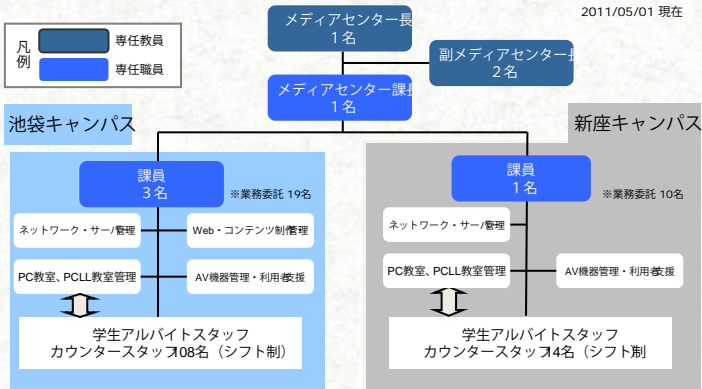 2011/05/01 現在
凡例
専任教員
専任職員
メディアセンター長
1名
副メディアセンター長
2名
メディアセンター課長
1名
池袋キャンパス
課員
3名
※業務委託 19名
ネットワーク・サーバ管理
Web・コンテンツ制作管理
PC教室、PCLL教室管理
AV機器管理・利用者支援
学生アルバイトスタッフ
カウンタースタッフ108名（シフト制）
新座キャンパス
課員
1名
※業務委託 10名
ネットワーク・サーバ管理
PC教室、PCLL教室管理
AV機器管理・利用者支援
学生アルバイトスタッフ
カウンタースタッフ14名（シフト制）